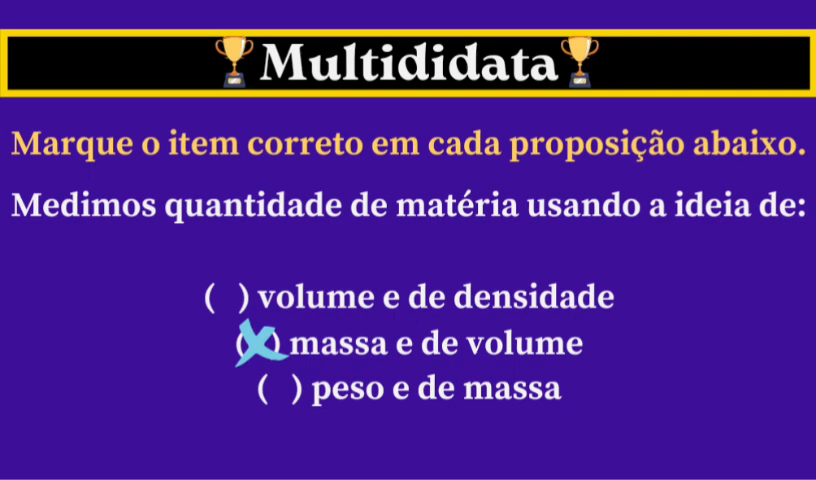 Multididata
Marque o item correto em cada proposição abaixo.
Medimos quantidade de matéria usando a ideia de:
( ) volume e de densidade
(X) massa e de volume
( ) peso e de massa